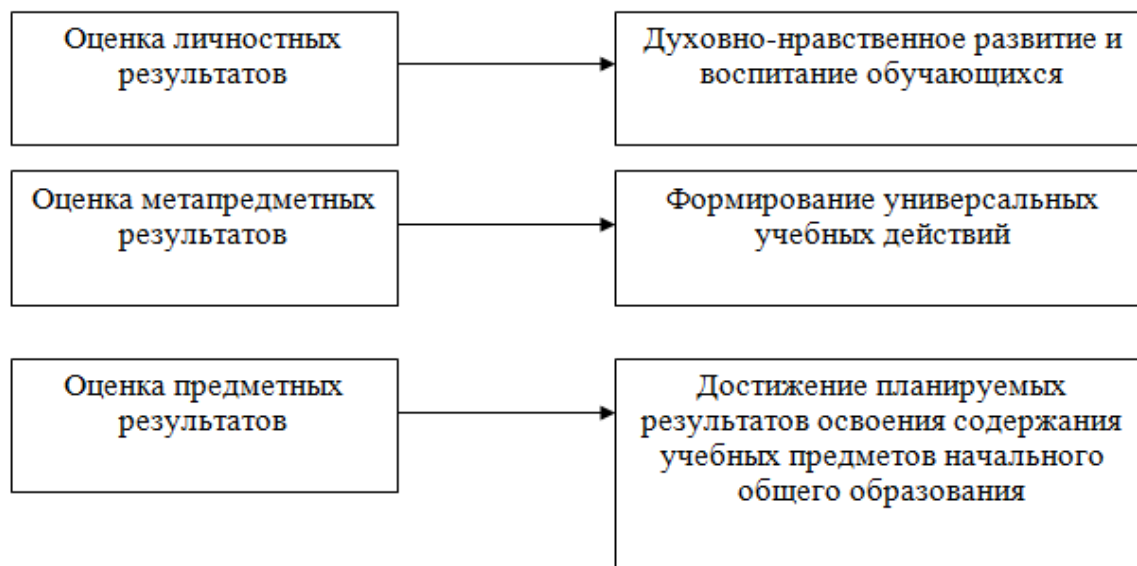 Оценка личностных
результатов
Духовно-нравственное развитие и
воспитание обучающихся
Оценка метапредметных
результатов
Формирование универсальных
учебных действий
Оценка предметных
результатов
Достижение планируемых
результатов освоения содержания
учебных предметов начального
общего образования